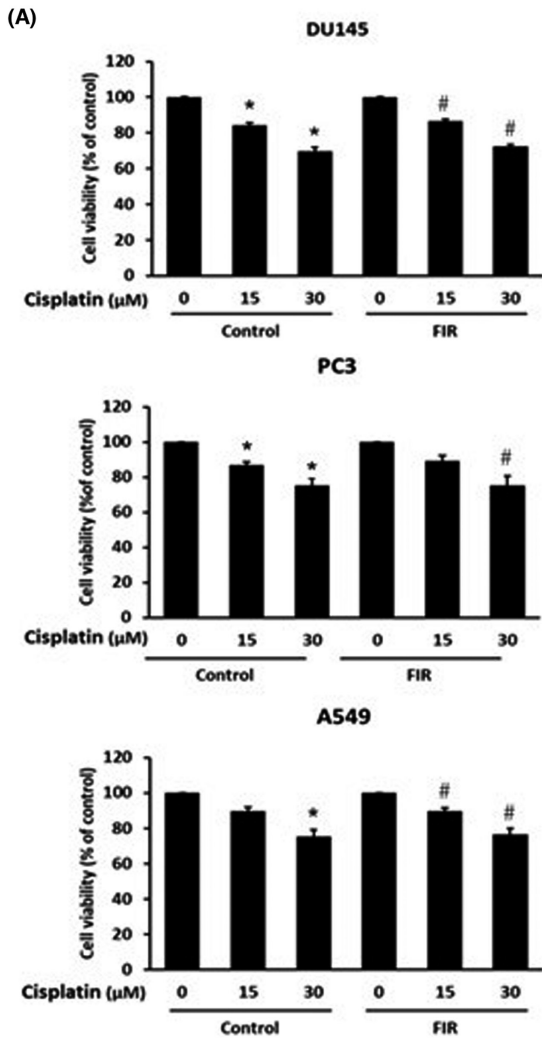 (A)
DU145
Cell viability (% of control)
120
100
80
60
40
20
0
* * # #
Cisplatin (μM) 0 15 30 0 15 30
Control FIR
PC3
Cell viability (%of control)
120
100
80
60
40
20
0
* * #
Cisplatin (μM) 0 15 30 0 15 30
Control FIR
A549
Cell viability (% of control)
120
100
80
60
40
20
0
* # #
Cisplatin (μM) 0 15 30 0 15 30
Control FIR